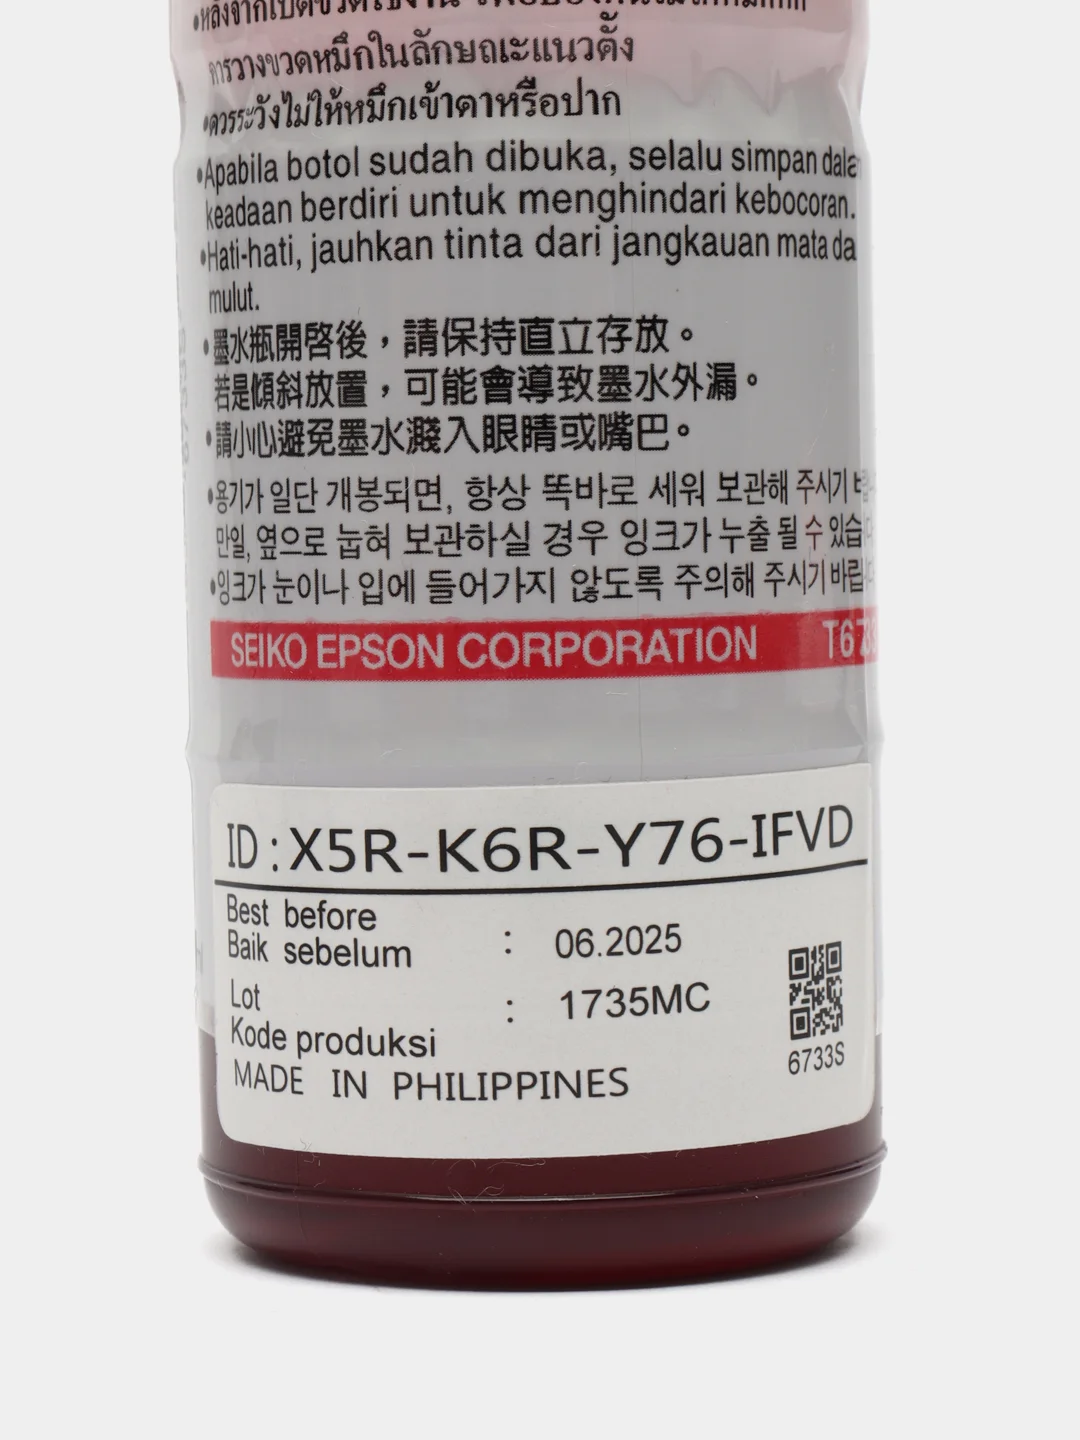 การวางขวดหมึกในลักษณะแนวตั้ง
•ควรระวังไม่ให้หมึกเข้าตาหรือปาก
•Apabila botol sudah dibuka, selalu simpan dala
keadaan berdiri untuk menghindari kebocoran.
•Hati-hati, jauhkan tinta dari jangkauan mata da
mulut.
•墨水瓶開啓後，請保持直立存放。
若是傾斜放置，可能會導致墨水外漏。
•請小心避免墨水濺入眼睛或嘴巴。
•용기가 일단 개봉되면, 항상 똑바로 세워 보관해 주시기
만일, 옆으로 눕혀 보관하실 경우 잉크가 누출 될 수 있습
•잉크가 눈이나 입에 들어가지 않도록 주의해 주시기 바랍
SEIKO EPSON CORPORATION T6733
ID : X5R-K6R-Y76-IFVD
Best before
Baik sebelum : 06.2025
Lot : 1735MC
Kode produksi
6733S
MADE IN PHILIPPINES